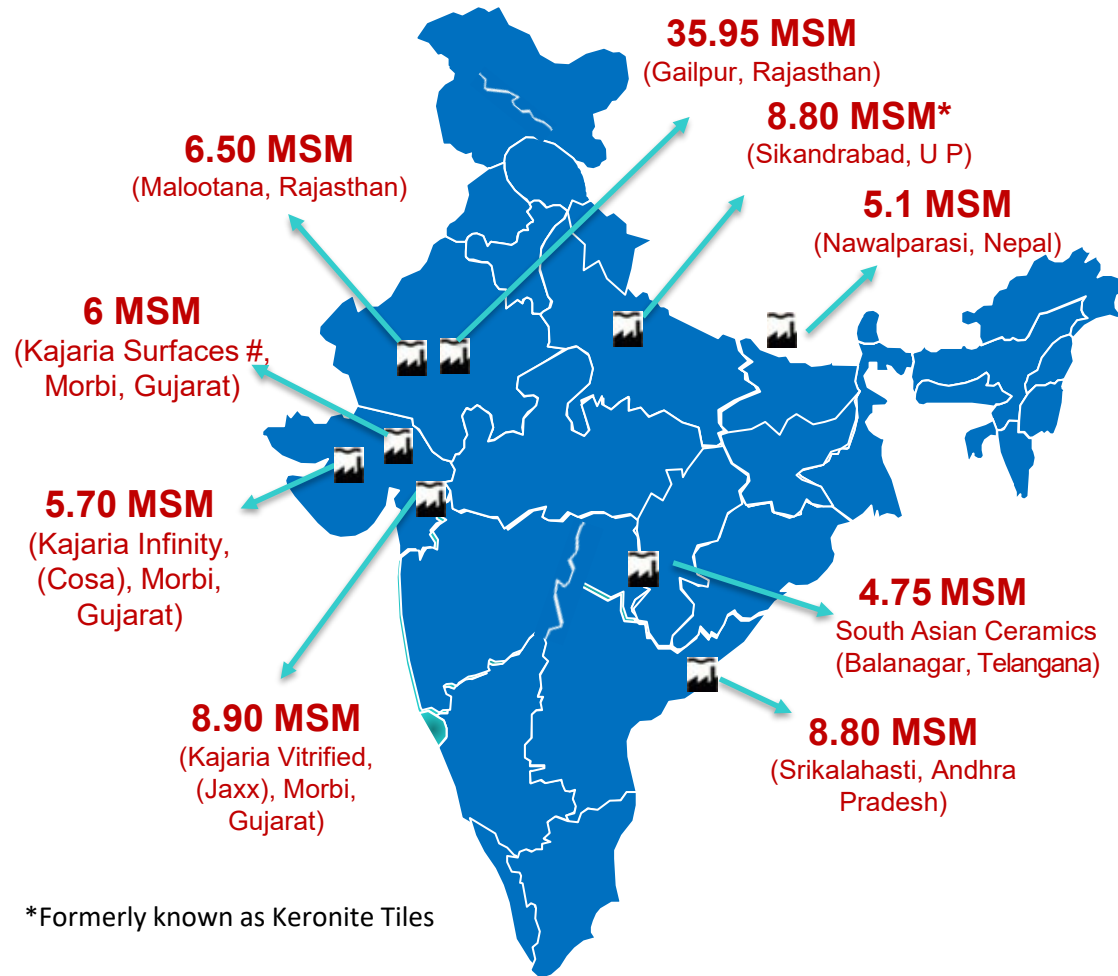 35.95 MSM
(Gailpur, Rajasthan)
8.80 MSM*
(Sikandrabad, U P)
6.50 MSM
(Malootana, Rajasthan)
5.1 MSM
(Nawalparasi, Nepal)
6 MSM
(Kajaria Surfaces #,
Morbi, Gujarat)
5.70 MSM
(Kajaria Infinity,
(Cosa), Morbi,
Gujarat)
4.75 MSM
South Asian Ceramics
(Balanagar, Telangana)
8.90 MSM
(Kajaria Vitrified,
(Jaxx), Morbi,
Gujarat)
8.80 MSM
(Srikalahasti, Andhra
Pradesh)
*Formerly known as Keronite Tiles